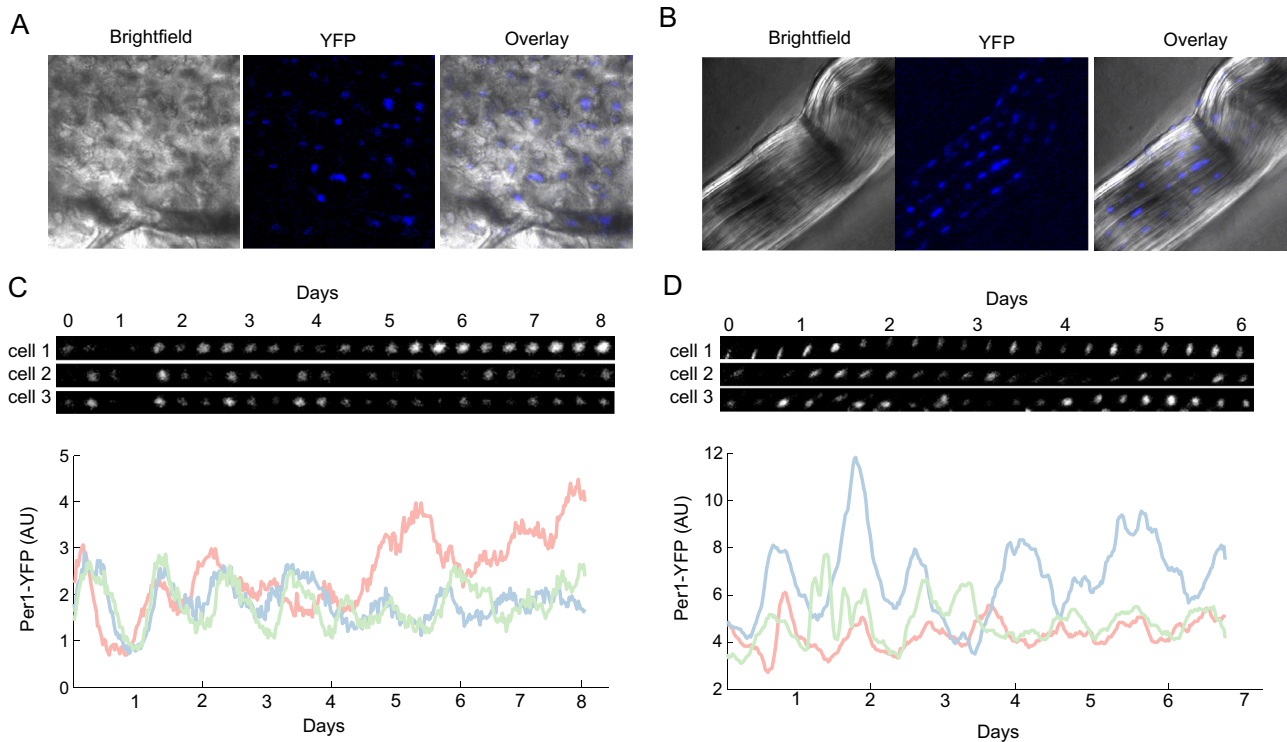 A
Brightfield
YFP
Overlay
B
Brightfield
YFP
Overlay
C
Days
0 1 2 3 4 5 6 7 8
cell 1
cell 2
cell 3
Per1-YFP (AU)
5
4
3
2
1
0
1 2 3 4 5 6 7 8
Days
D
Days
0 1 2 3 4 5 6
cell 1
cell 2
cell 3
Per1-YFP (AU)
12
10
8
6
4
2
1 2 3 4 5 6 7
Days